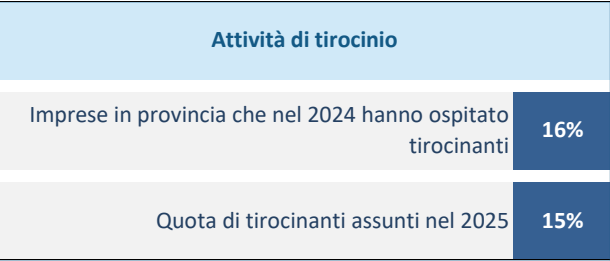 Attività di tirocinio
Imprese in provincia che nel 2024 hanno ospitato
tirocinanti
16%
Quota di tirocinanti assunti nel 2025
15%